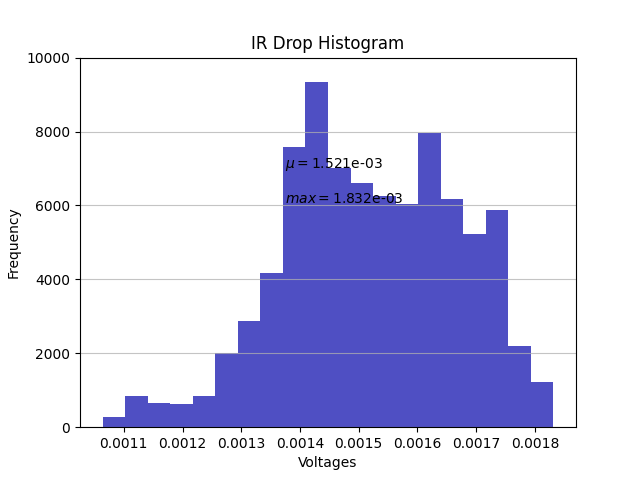 IR Drop Histogram
10000
8000
6000
4000
2000
0
Frequency
μ = 1.521e-03
max = 1.832e-03
0.0011 0.0012 0.0013 0.0014 0.0015 0.0016 0.0017 0.0018
Voltages